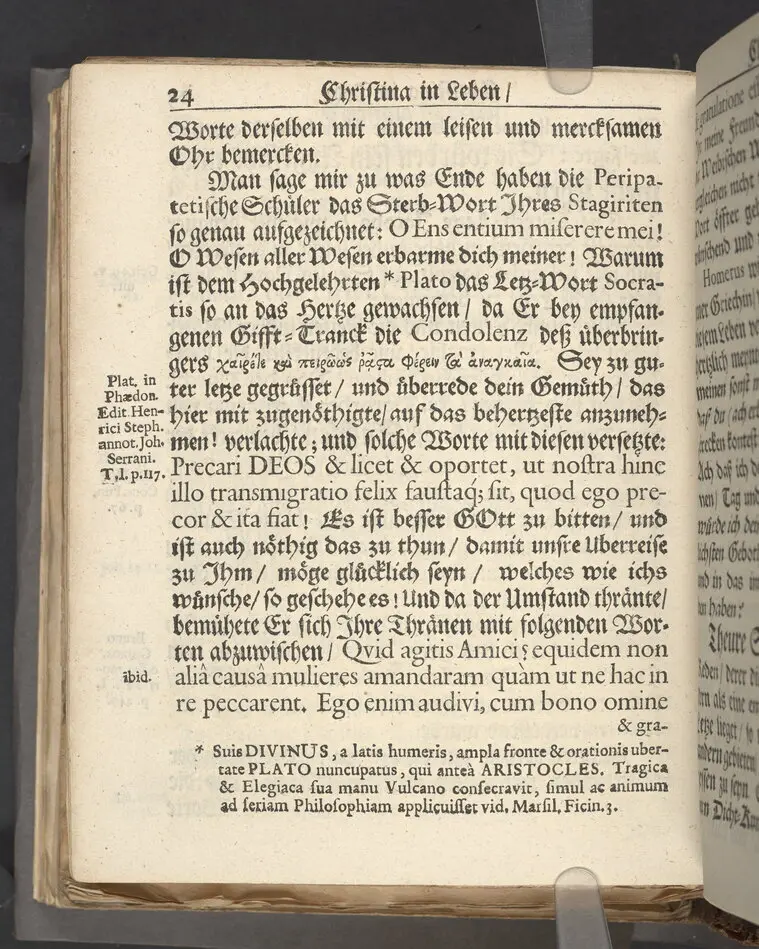 24 Christina in Leben /
Worte derselben mit einem leisen und mercksamen
Ohr bemercken.
Man sage mir zu was Ende haben die Peripa-
tetische Schüler das Sterb-Wort Ihres Stagiriten
so genau aufgezeichnet: O Ens entium miserere mei!
O Wesen aller Wesen erbarme dich meiner! Warum
ist dem Hochgelehrten * Plato das Letz-Wort Socra-
tis so an das Hertze gewachsen / da Er bey empfan-
genen Gifft-Tranck die Condolenz deß überbrin-
gers χαῖρέτε καὶ πειρῶῶς ῥᾷστα φέρειν τὰ ἀναγκαῖα. Sey zu gu-
Plat. in
Phædon.
Edit. Hen-
rici Steph.
annot. Joh.
Serrani.
T. I. p. 117.
ter letze gegrüsset / und überrede dein Gemüth / das
hier mit zugenöthigte / auf das behertzeste anzuneh-
men! verlachte; und solche Worte mit diesen versetzte:
Precari DEOS & licet & oportet, ut nostra hinc
illo transmigratio felix faustaq; sit, quod ego pre-
cor & ita fiat! Es ist besser GOtt zu bitten / und
ist auch nöthig das zu thun / damit unsre Uberreise
zu Ihm / möge glücklich seyn / welches wie ichs
wünsche / so geschehe es! Und da der Umstand thränte /
bemühete Er sich Ihre Thränen mit folgenden Wor-
ten abzuwischen / Qvid agitis Amici? equidem non
ibid.
aliâ causâ mulieres amandaram quàm ut ne hac in
re peccarent. Ego enim audivi, cum bono omine
& gra-
* Suis DIVINUS, a latis humeris, ampla fronte & orationis uber-
tate PLATO nuncupatus, qui anteà ARISTOCLES. Tragica
& Elegiaca sua manu Vulcano consecravit, simul ac animum
ad seriam Philosophiam applicuisset vid. Marsil. Ficin. 3.